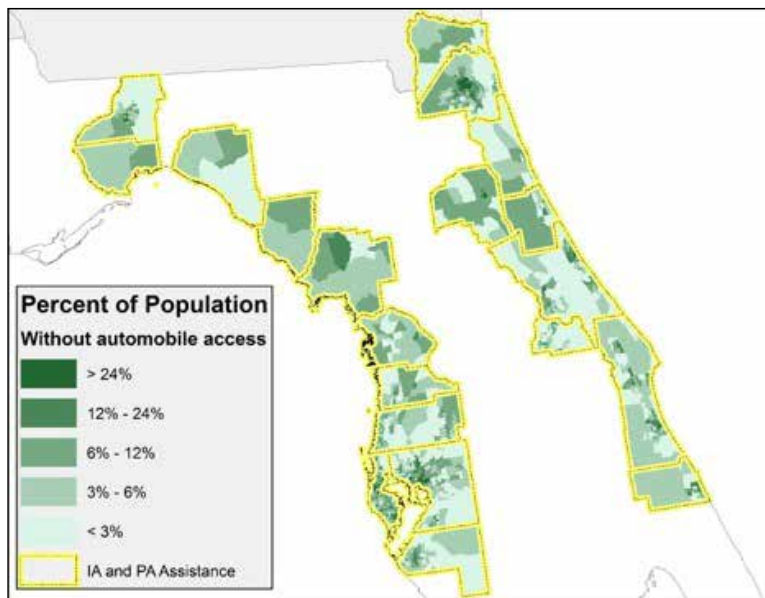 Percent of Population
Without automobile access
> 24%
12% - 24%
6% - 12%
3% - 6%
< 3%
IA and PA Assistance